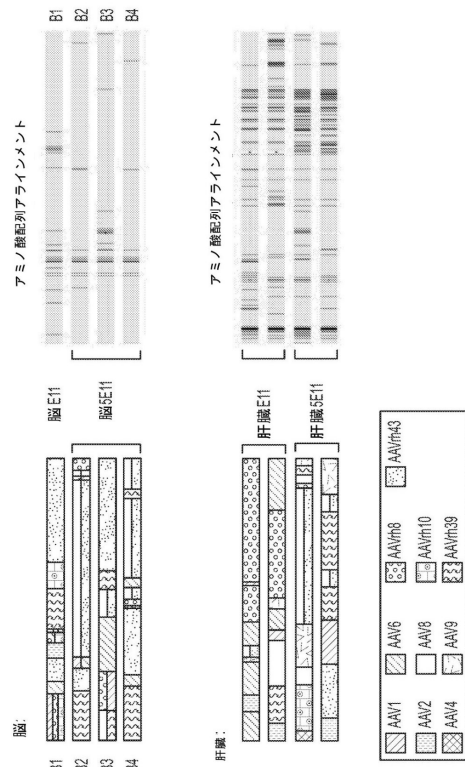 脳:
B1
B2
B3
B4
脳E11
脳5E11
アミノ酸配列アラインメント
B1
B2
B3
B4
肝臓:
肝臓E11
肝臓5E11
アミノ酸配列アラインメント
AAV1
AAV2
AAV4
AAV6
AAV8
AAV9
AAVrh8
AAVrh10
AAVrh39
AAVrh43